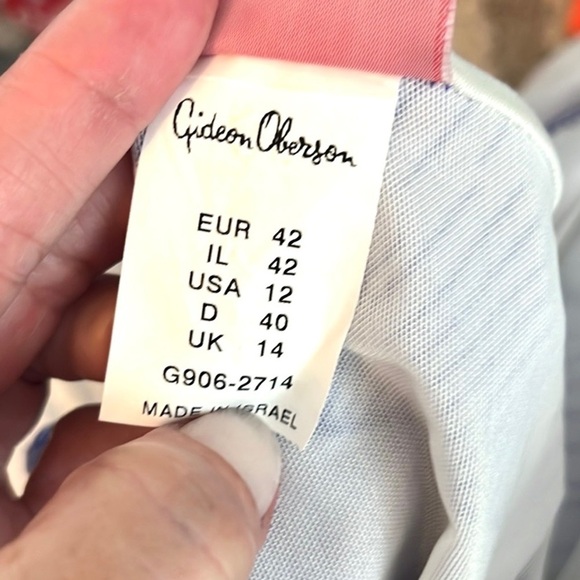 Gideon Oberson
EUR 42
IL 42
USA 12
D 40
UK 14
G906-2714
MADE IN ISRAEL